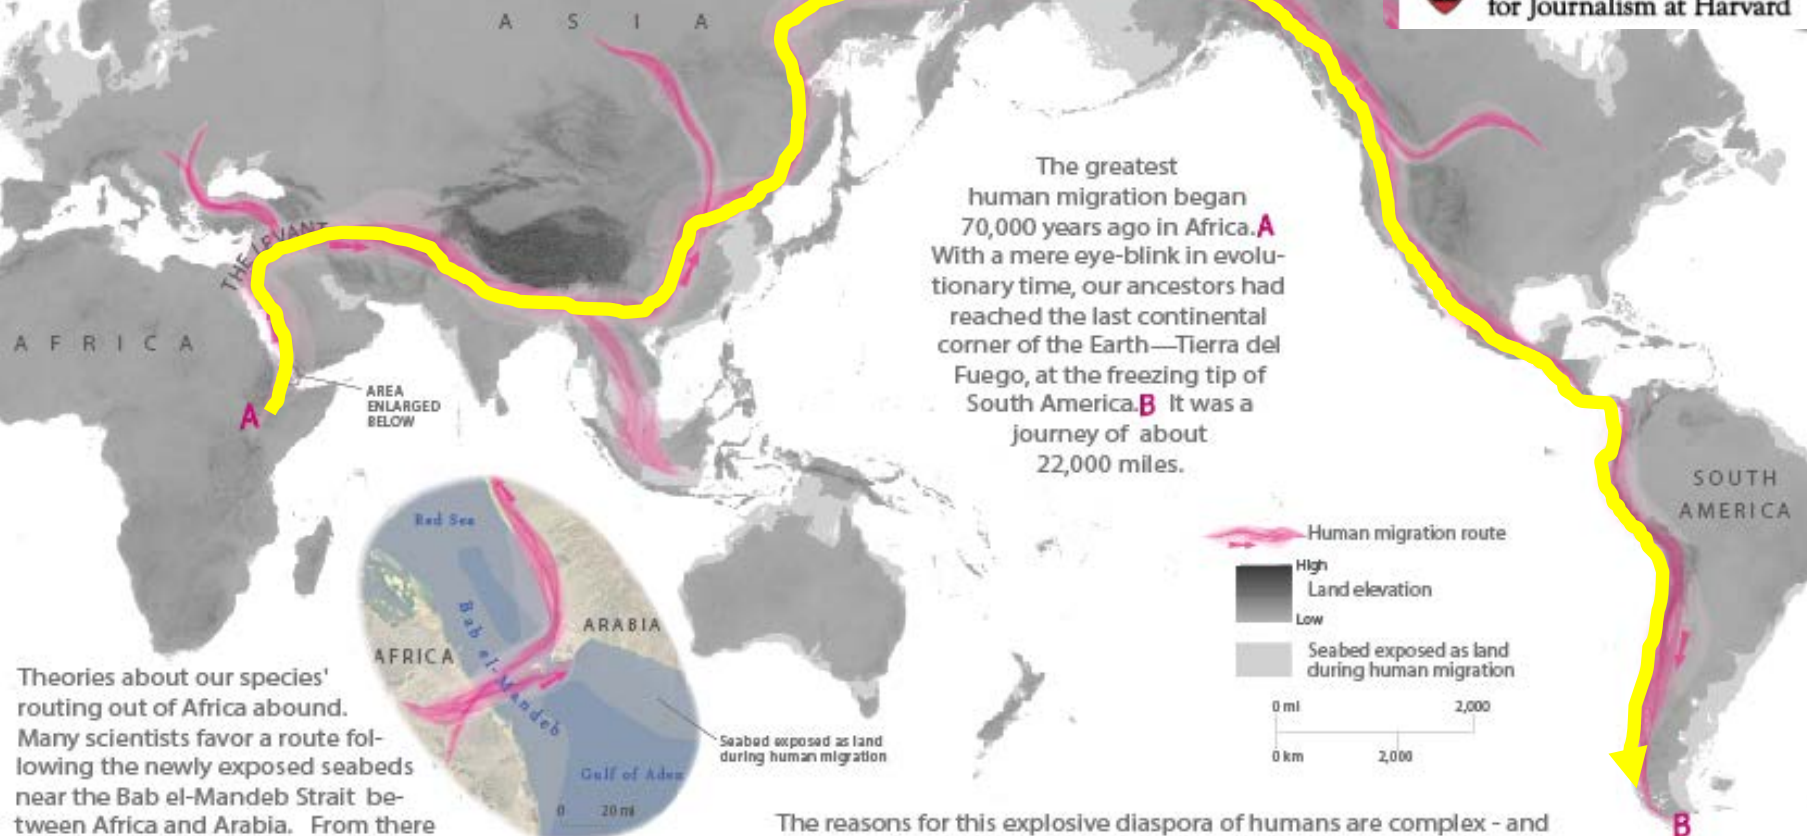 for Journalism at Harvard
A S I A
The greatest
human migration began
70,000 years ago in Africa. A
With a mere eye-blink in evolu-
tionary time, our ancestors had
reached the last continental
corner of the Earth—Tierra del
Fuego, at the freezing tip of
South America. B It was a
journey of about
22,000 miles.
THE LEVANT
A F R I C A
A
AREA
ENLARGED
BELOW
SOUTH
AMERICA
Human migration route
High
Land elevation
Low
Seabed exposed as land
during human migration
0 mi 2,000
0 km 2,000
Red Sea
Bab el-Mandeb
ARABIA
AFRICA
Gulf of Aden
0 20 mi
Seabed exposed as land
during human migration
Theories about our species'
routing out of Africa abound.
Many scientists favor a route fol-
lowing the newly exposed seabeds
near the Bab el-Mandeb Strait be-
tween Africa and Arabia. From there
The reasons for this explosive diaspora of humans are complex - and
B